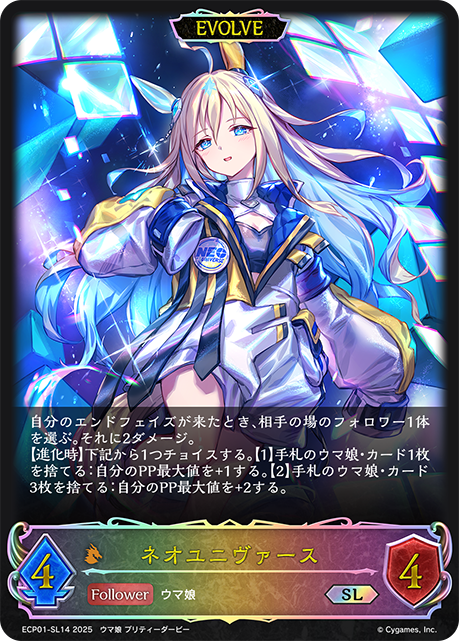 EVOLVE
NEO
UNIVERSE
自分のエンドフェイズが来たとき、相手の場のフォロワー1体
を選ぶ。それに2ダメージ。
【進化時】下記から1つチョイスする。【1】手札のウマ娘・カード1枚
を捨てる：自分のPP最大値を+1する。【2】手札のウマ娘・カード
3枚を捨てる：自分のPP最大値を+2する。
4 ネオユニヴァース 4
Follower ウマ娘 SL
ECP01-SL14 2025 ウマ娘 プリティーダービー © Cygames, Inc.